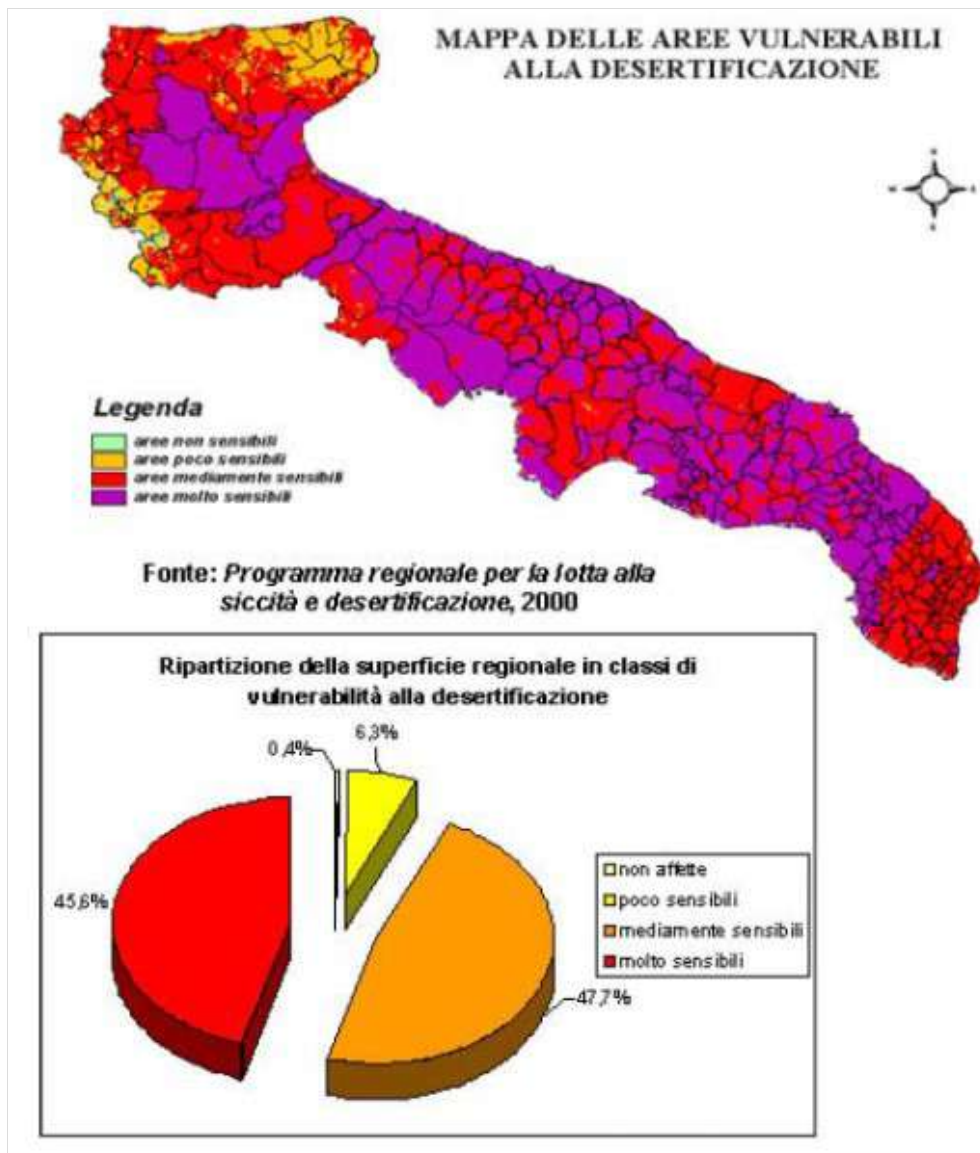 MAPPA DELLE AREE VULNERABILI
ALLA DESERTIFICAZIONE
Legenda
aree non sensibili
aree poco sensibili
aree mediamente sensibili
aree molto sensibili
Fonte: Programma regionale per la lotta alla
siccità e desertificazione, 2000
Ripartizione della superficie regionale in classi di
vulnerabilità alla desertificazione
0,4%
6,3%
45,6%
47,7%
non affette
poco sensibili
mediamente sensibili
molto sensibili